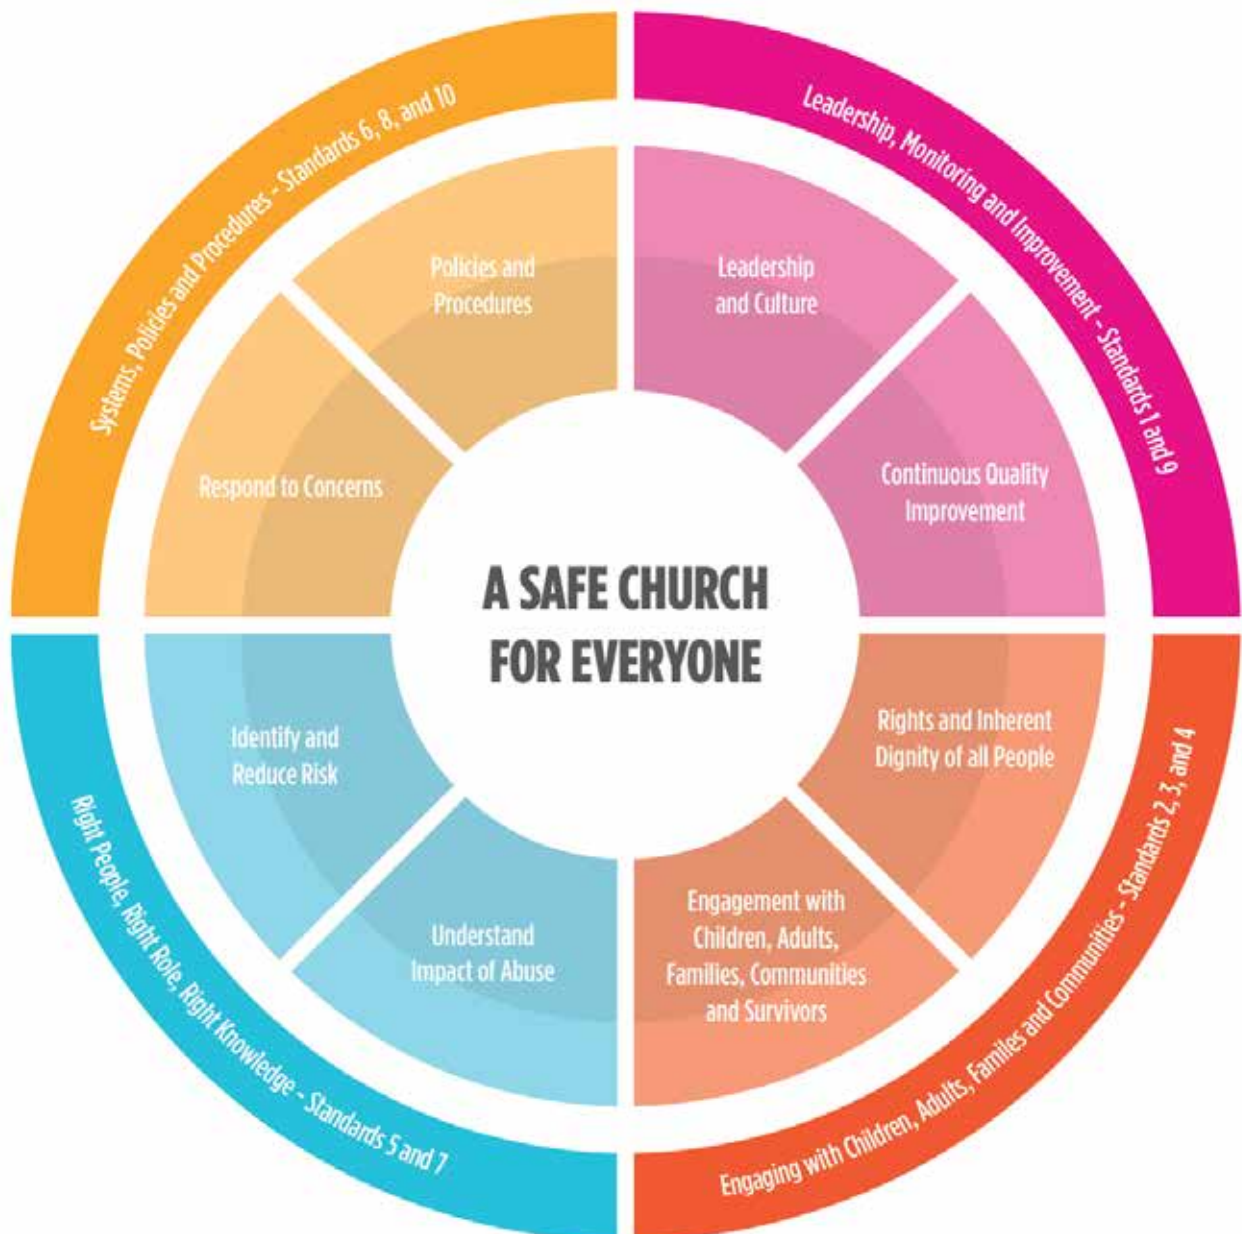 Systems, Policies and Procedures - Standards 6, 8, and 10
Leadership, Monitoring and Improvement - Standards 1 and 9
Policies and
Procedures
Leadership
and Culture
Respond to Concerns
Continuous Quality
Improvement
A SAFE CHURCH
FOR EVERYONE
Identify and
Reduce Risk
Rights and Inherent
Dignity of all People
Understand
Impact of Abuse
Engagement with
Children, Adults,
Families, Communities
and Survivors
Right People, Right Role, Right Knowledge - Standards 5 and 7
Engaging with Children, Adults, Familes and Communities - Standards 2, 3, and 4